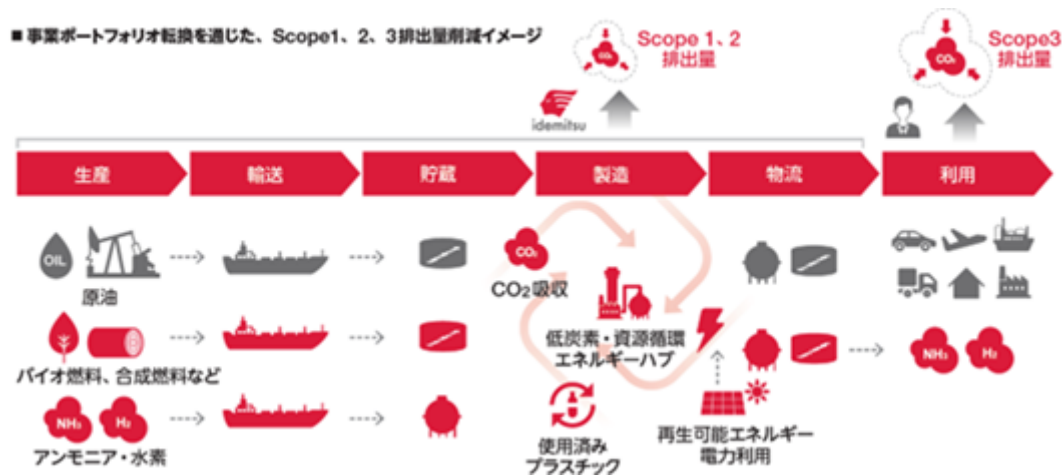 ■ 事業ポートフォリオ転換を通じた、Scope1、2、3排出量削減イメージ
CO₂
Scope 1、2
排出量
CO₂
Scope3
排出量
idemitsu
生産
輸送
貯蔵
製造
物流
利用
OIL
原油
CO₂
CO₂吸収
低炭素・資源循環
エネルギーハブ
バイオ燃料、合成燃料など
NH₃
H₂
NH₃
H₂
アンモニア・水素
使用済み
プラスチック
再生可能エネルギー
電力利用